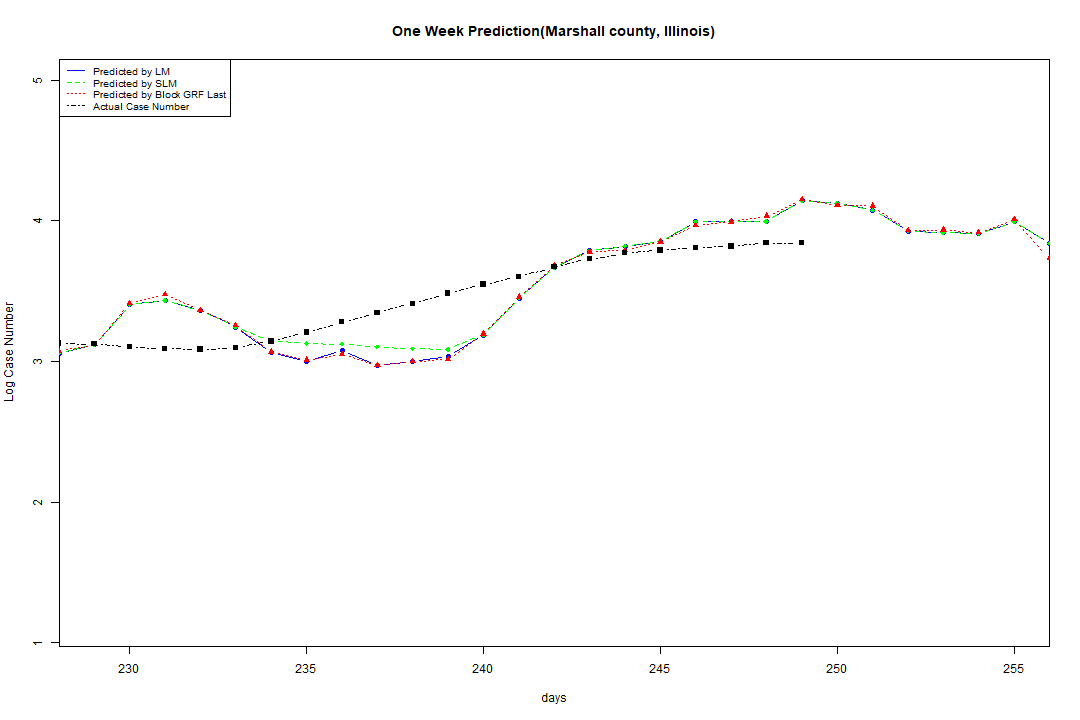 One Week Prediction(Marshall county, Illinois)
Predicted by LM
Predicted by SLM
Predicted by Block GRF Last
Actual Case Number
Log Case Number
5
4
3
2
1
230 235 240 245 250 255
days